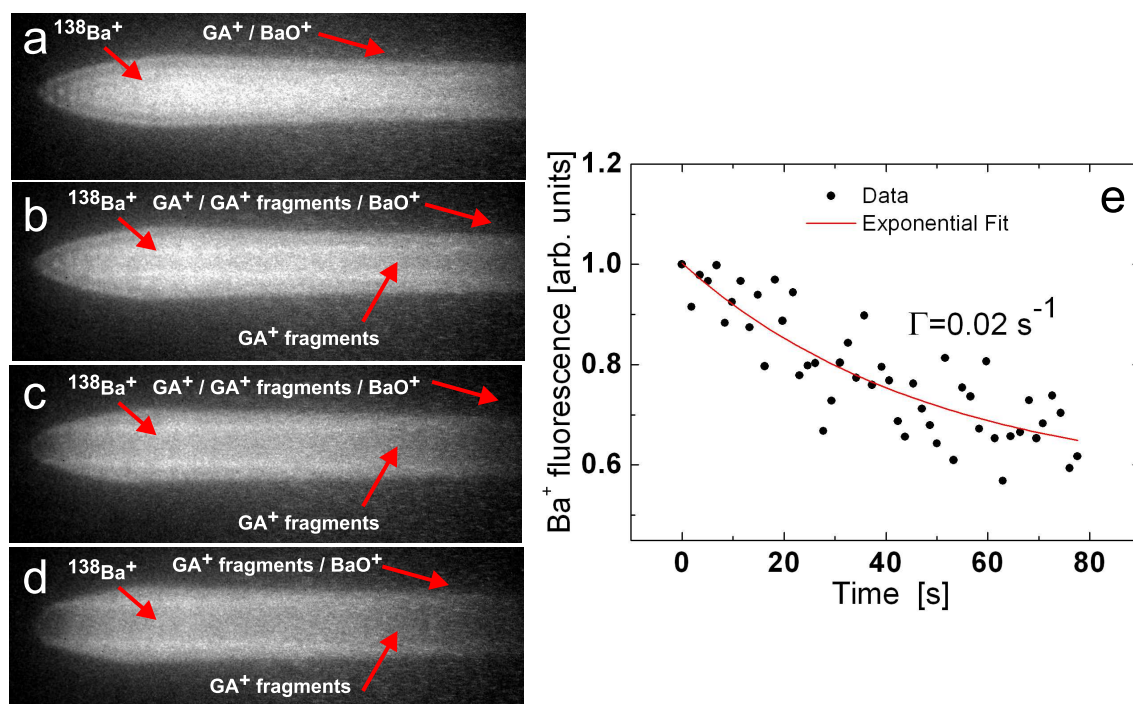 a
138Ba+
GA+ / BaO+
b
138Ba+
GA+ / GA+ fragments / BaO+
GA+ fragments
c
138Ba+
GA+ / GA+ fragments / BaO+
GA+ fragments
d
138Ba+
GA+ fragments / BaO+
GA+ fragments
e
Data
Exponential Fit
Γ=0.02 s-1
Ba+ fluorescence [arb. units]
1.2
1.0
0.8
0.6
0 20 40 60 80
Time [s]